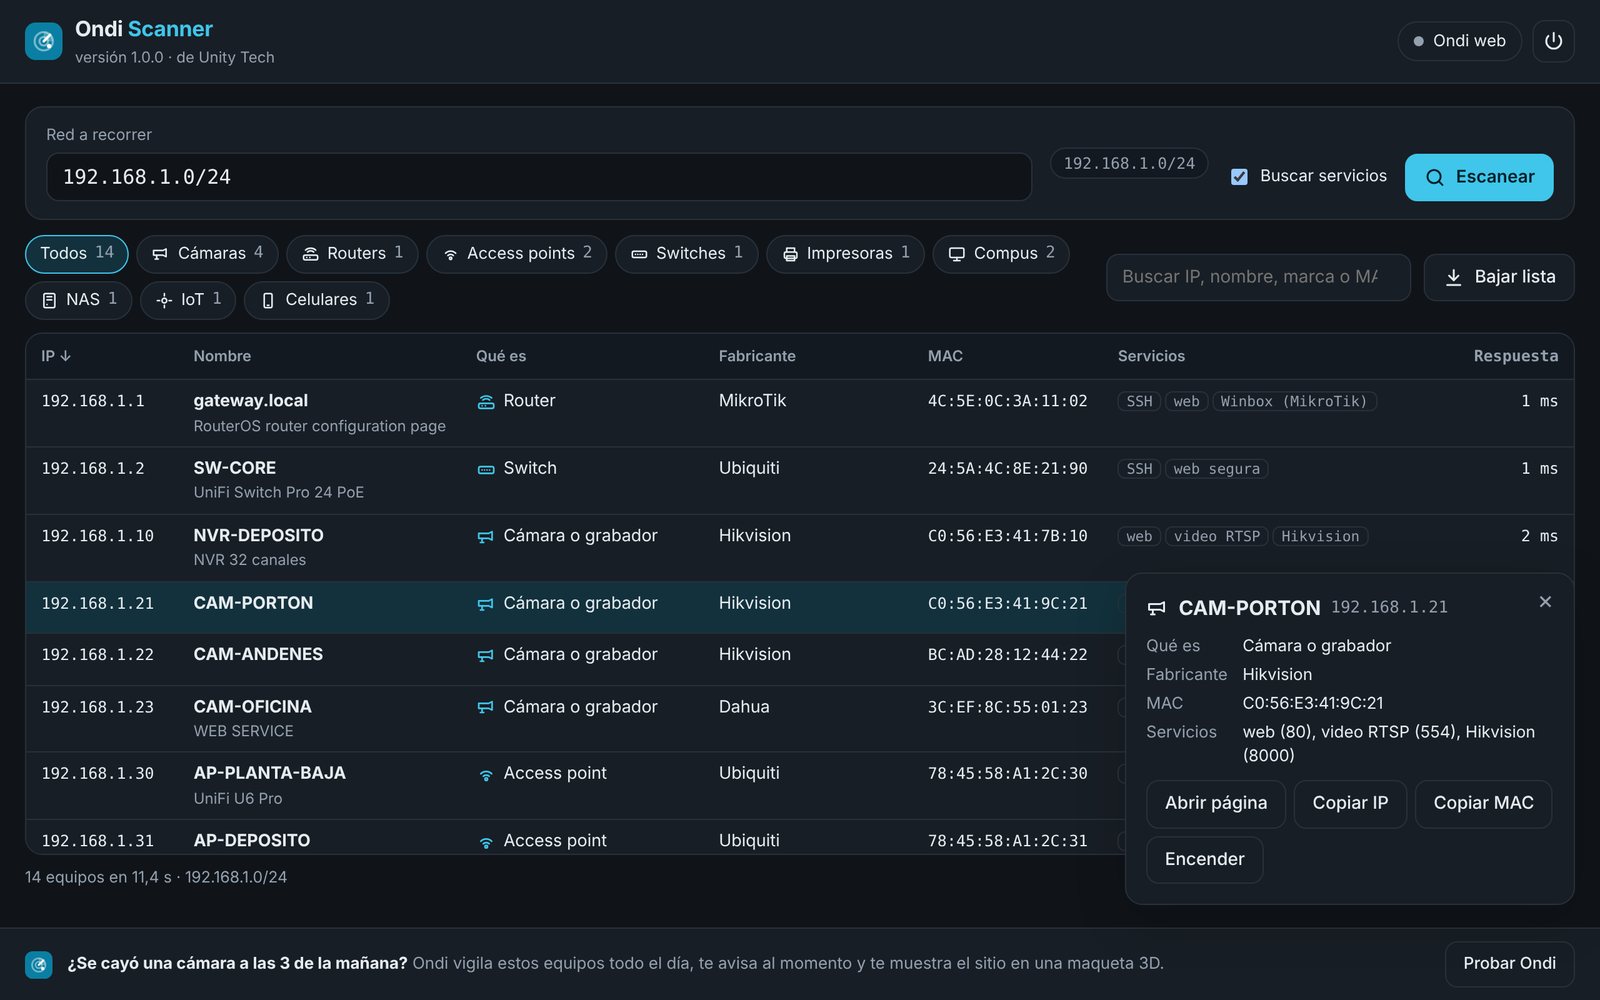 Ondi Scanner
versión 1.0.0 · de Unity Tech
Ondi web
Red a recorrer
192.168.1.0/24
192.168.1.0/24
Buscar servicios
Escanear
Todos 14
Cámaras 4
Routers 1
Access points 2
Switches 1
Impresoras 1
Compus 2
NAS 1
IoT 1
Celulares 1
Buscar IP, nombre, marca o MA
Bajar lista
IP ↓ Nombre Qué es Fabricante MAC Servicios Respuesta
192.168.1.1 gateway.local Router MikroTik 4C:5E:0C:3A:11:02 SSH web Winbox (MikroTik) 1 ms
RouterOS router configuration page
192.168.1.2 SW-CORE Switch Ubiquiti 24:5A:4C:8E:21:90 SSH web segura 1 ms
UniFi Switch Pro 24 PoE
192.168.1.10 NVR-DEPOSITO Cámara o grabador Hikvision C0:56:E3:41:7B:10 web video RTSP Hikvision 2 ms
NVR 32 canales
192.168.1.21 CAM-PORTON Cámara o grabador Hikvision C0:56:E3:41:9C:21
192.168.1.22 CAM-ANDENES Cámara o grabador Hikvision BC:AD:28:12:44:22
192.168.1.23 CAM-OFICINA Cámara o grabador Dahua 3C:EF:8C:55:01:23
WEB SERVICE
192.168.1.30 AP-PLANTA-BAJA Access point Ubiquiti 78:45:58:A1:2C:30
UniFi U6 Pro
192.168.1.31 AP-DEPOSITO Access point Ubiquiti 78:45:58:A1:2C:31
CAM-PORTON 192.168.1.21
Qué es Cámara o grabador
Fabricante Hikvision
MAC C0:56:E3:41:9C:21
Servicios web (80), video RTSP (554), Hikvision
(8000)
Abrir página
Copiar IP
Copiar MAC
Encender
14 equipos en 11,4 s · 192.168.1.0/24
¿Se cayó una cámara a las 3 de la mañana? Ondi vigila estos equipos todo el día, te avisa al momento y te muestra el sitio en una maqueta 3D.
Probar Ondi